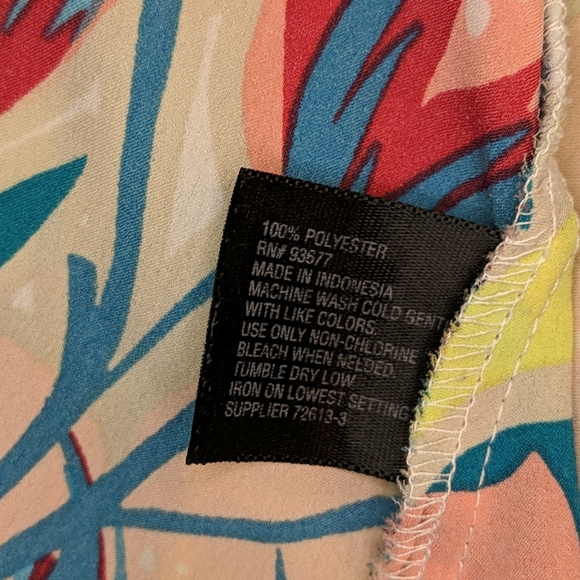 100% POLYESTER
RN# 93677
MADE IN INDONESIA
MACHINE WASH COLD GENT
WITH LIKE COLORS.
USE ONLY NON-CHLORINE
BLEACH WHEN NEEDED.
TUMBLE DRY LOW.
IRON ON LOWEST SETTING
SUPPLIER 72613-3